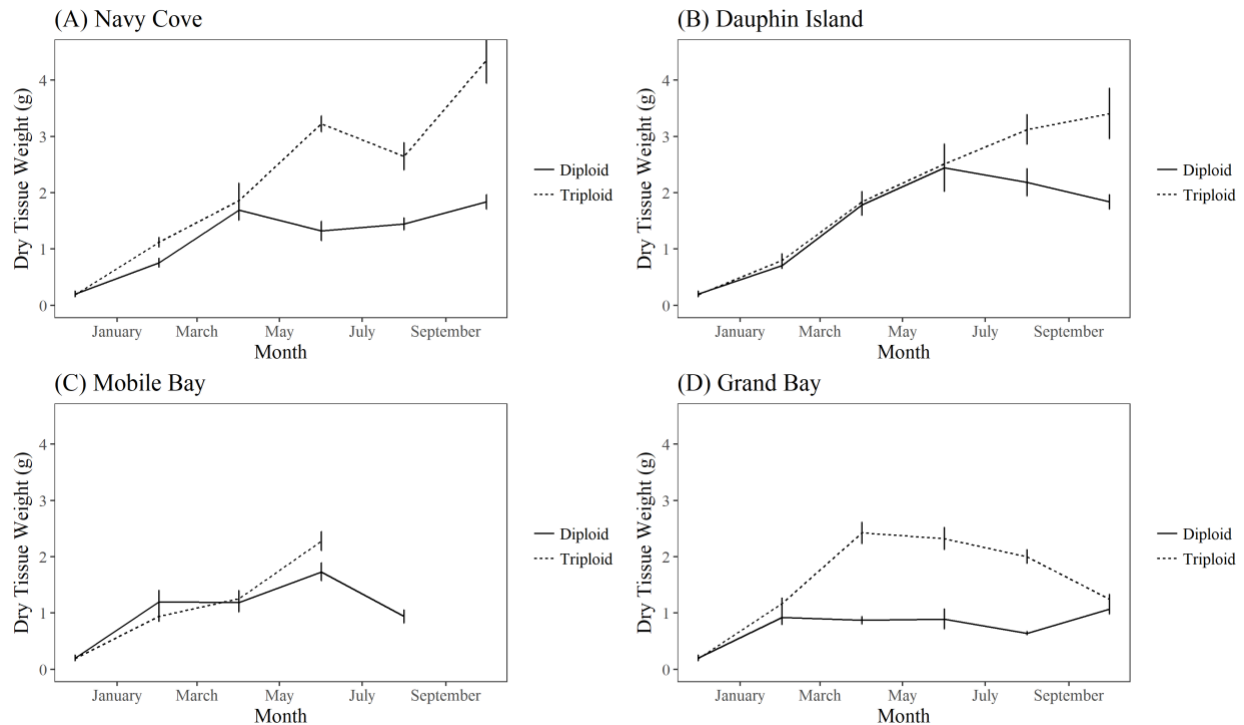 (A) Navy Cove
Dry Tissue Weight (g)
4
3
2
1
0
January March May July September
Month
Diploid
Triploid
(B) Dauphin Island
Dry Tissue Weight (g)
4
3
2
1
0
January March May July September
Month
Diploid
Triploid
(C) Mobile Bay
Dry Tissue Weight (g)
4
3
2
1
0
January March May July September
Month
Diploid
Triploid
(D) Grand Bay
Dry Tissue Weight (g)
4
3
2
1
0
January March May July September
Month
Diploid
Triploid